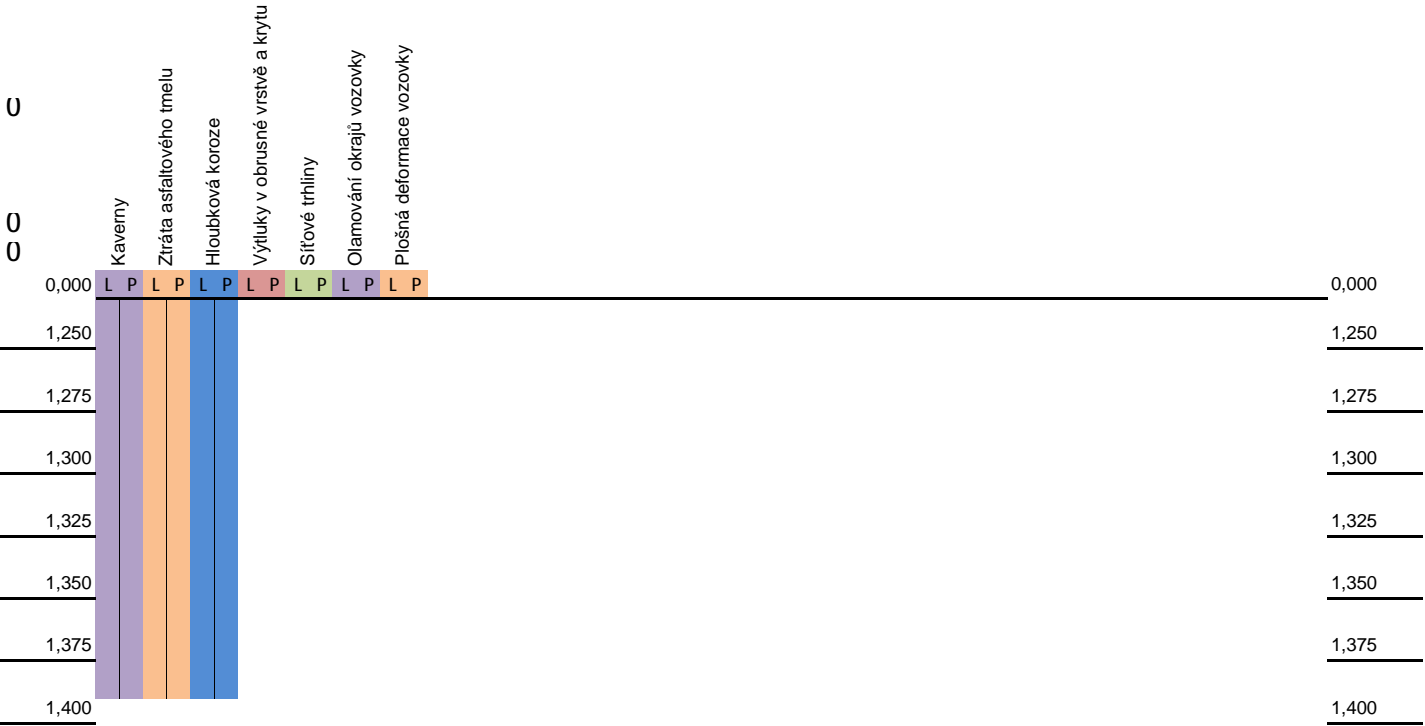 0
0
0
Kaverny
Ztráta asfaltového tmelu
Hloubková koroze
Výtluky v obrusné vrstvě a krytu
Síťové trhliny
Olamování okrajů vozovky
Plošná deformace vozovky
0,000 L P L P L P L P L P L P L P 0,000
1,250 1,250
1,275 1,275
1,300 1,300
1,325 1,325
1,350 1,350
1,375 1,375
1,400 1,400